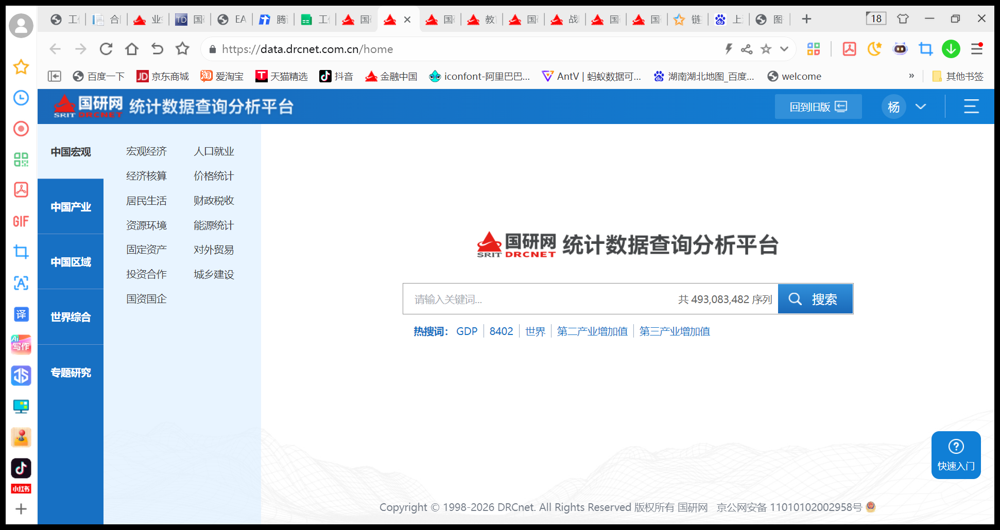 工 合 业 国 EA 腾 工 国 国 教 国 战 国 国 链 上 图 18
https://data.drcnet.com.cn/home
百度一下 JD 京东商城 淘 爱淘宝 T 天猫精选 抖音 金融中国 iconfont-阿里巴巴... AntV | 蚂蚁数据可... 湖南湖北地图_百度... welcome » 其他书签
国研网 SRIT DRCNET 统计数据查询分析平台 回到旧版 杨
中国宏观
中国产业
中国区域
世界综合
专题研究
宏观经济 人口就业
经济核算 价格统计
居民生活 财政税收
资源环境 能源统计
固定资产 对外贸易
投资合作 城乡建设
国资国企
国研网 SRIT DRCNET 统计数据查询分析平台
请输入关键词... 共 493,083,482 序列 搜索
热搜词: GDP 8402 世界 第二产业增加值 第三产业增加值
快速入门
Copyright © 1998-2026 DRCnet. All Rights Reserved 版权所有 国研网 京公网安备 11010102002958号
GIF
A
译
Ai 写作
JS
小红书